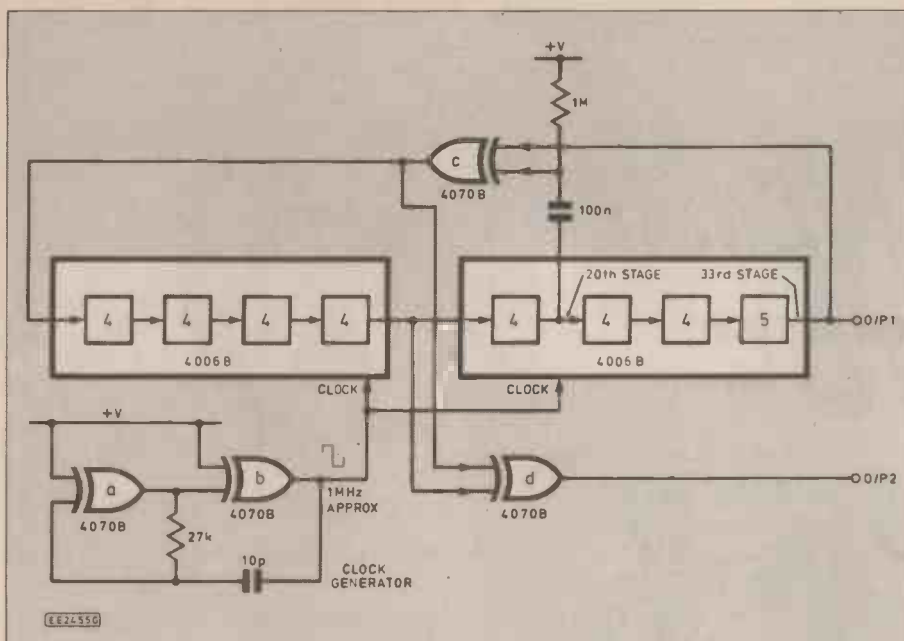 +V
1M
c
4070B
100n
20th STAGE
33rd STAGE
4
4
4
4
4
4
4
5
O/P1
4006B
4006B
CLOCK
CLOCK
+V
a
b
4070B
4070B
1MHz
APPROX
d
4070B
O/P2
27k
10p
CLOCK
GENERATOR
EE2455G